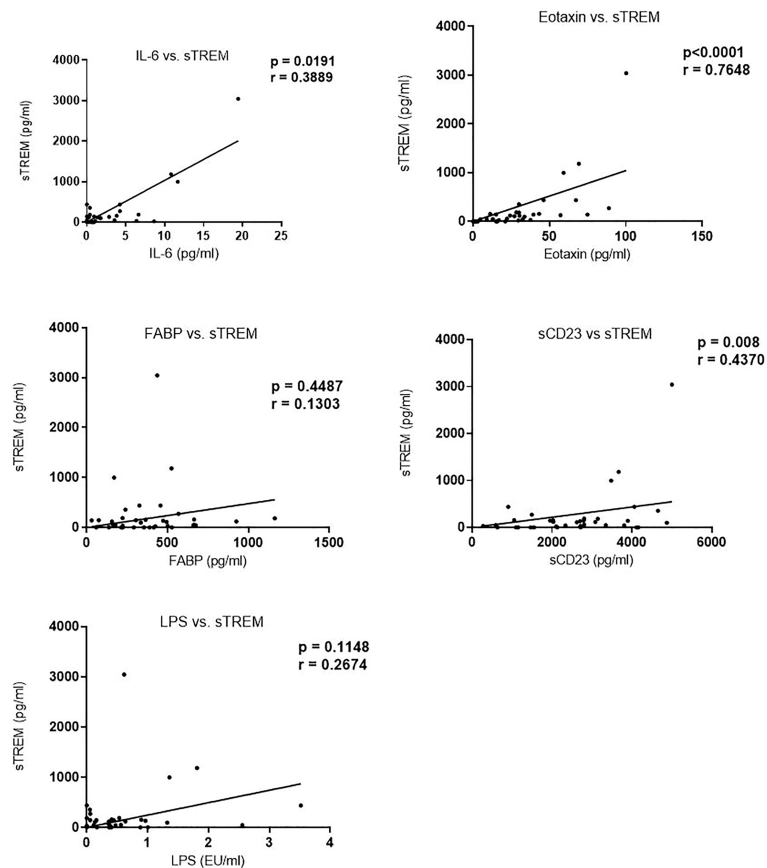 IL-6 vs. sTREM
p = 0.0191
r = 0.3889
sTREM (pg/ml)
4000
3000
2000
1000
0
0 5 10 15 20 25
IL-6 (pg/ml)
Eotaxin vs. sTREM
p<0.0001
r = 0.7648
sTREM (pg/ml)
4000
3000
2000
1000
0
0 50 100 150
Eotaxin (pg/ml)
FABP vs. sTREM
p = 0.4487
r = 0.1303
sTREM (pg/ml)
4000
3000
2000
1000
0
0 500 1000 1500
FABP (pg/ml)
sCD23 vs sTREM
p = 0.008
r = 0.4370
sTREM (pg/ml)
4000
3000
2000
1000
0
0 2000 4000 6000
sCD23 (pg/ml)
LPS vs. sTREM
p = 0.1148
r = 0.2674
sTREM (pg/ml)
4000
3000
2000
1000
0
0 1 2 3 4
LPS (EU/ml)